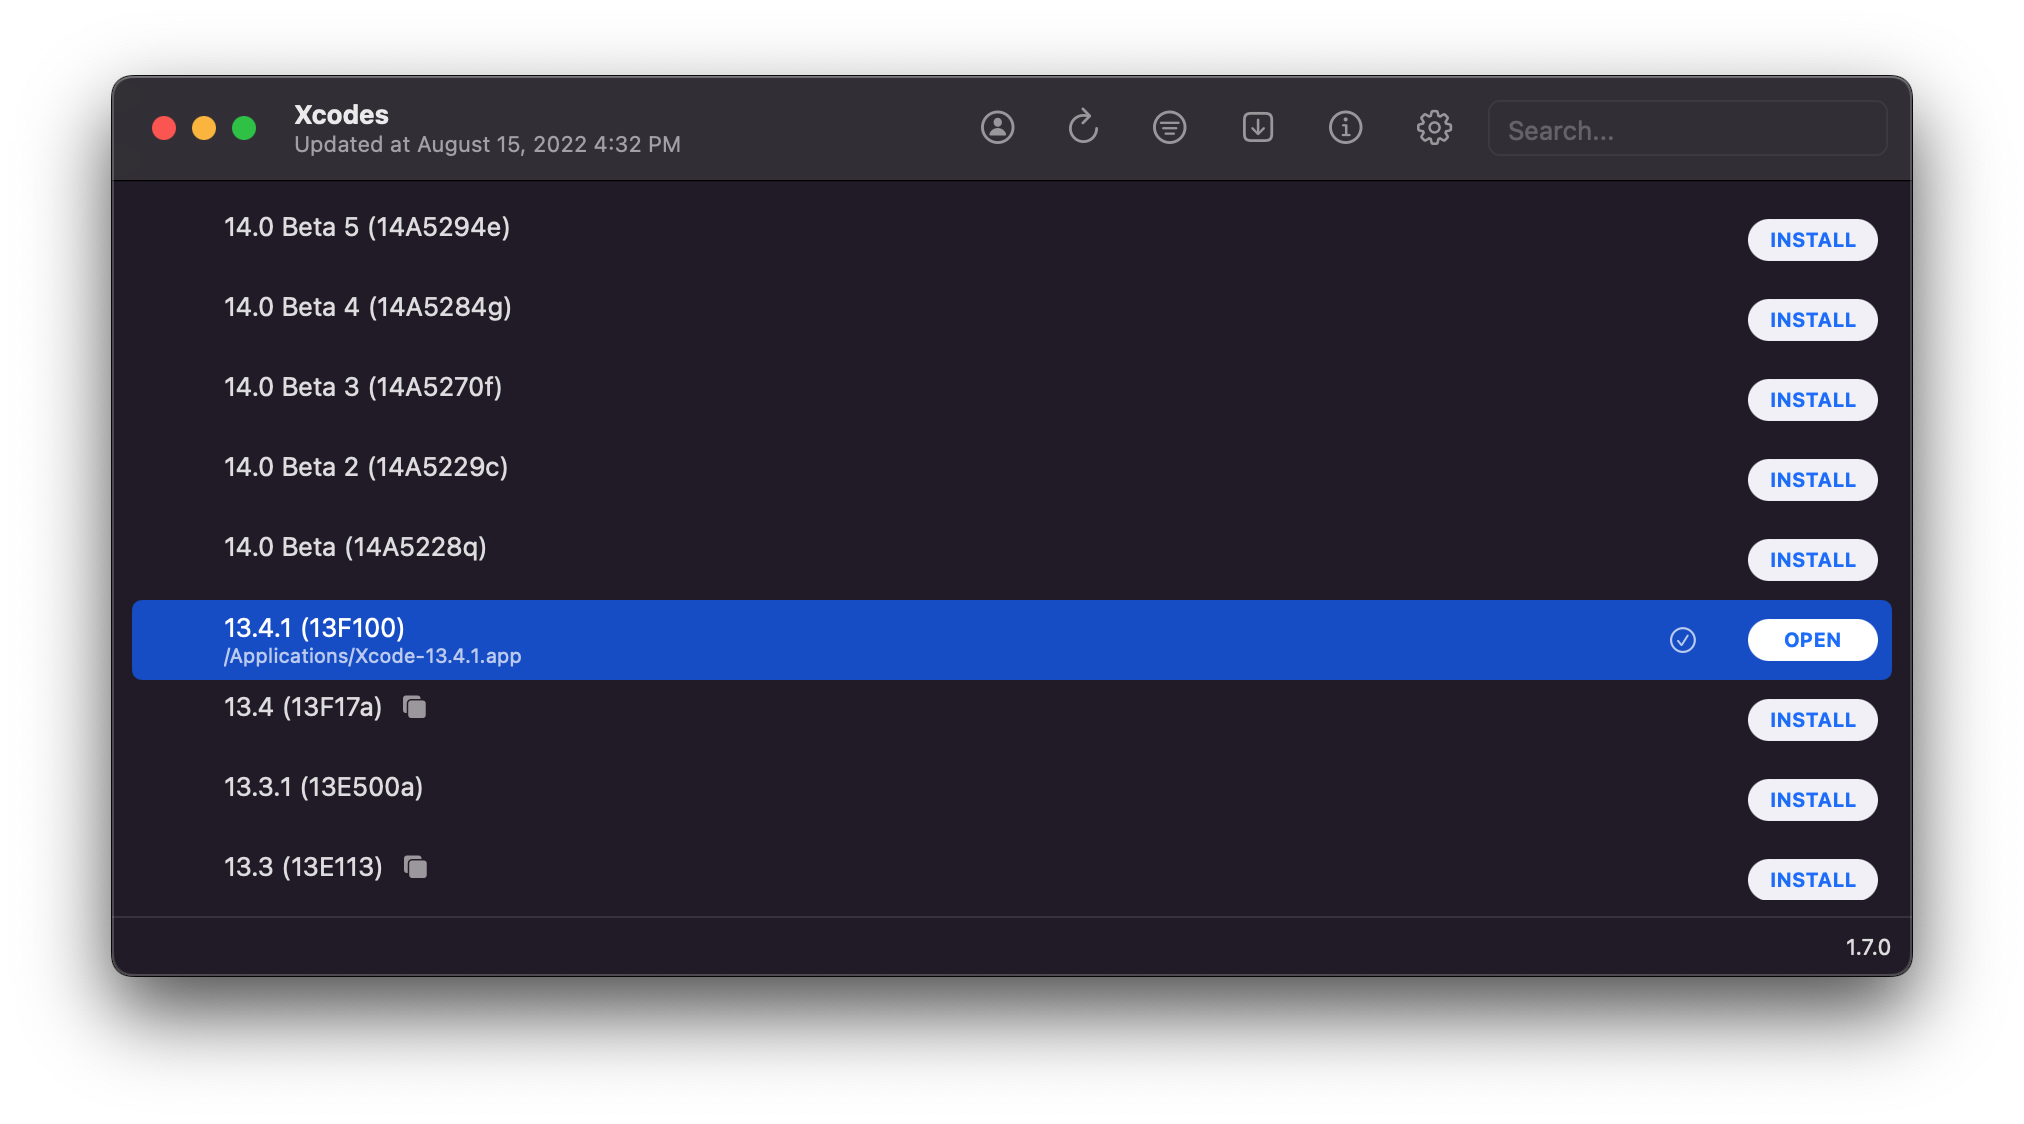 Xcodes
Updated at August 15, 2022 4:32 PM
Search...
14.0 Beta 5 (14A5294e)
INSTALL
14.0 Beta 4 (14A5284g)
INSTALL
14.0 Beta 3 (14A5270f)
INSTALL
14.0 Beta 2 (14A5229c)
INSTALL
14.0 Beta (14A5228q)
INSTALL
13.4.1 (13F100)
/Applications/Xcode-13.4.1.app
OPEN
13.4 (13F17a)
INSTALL
13.3.1 (13E500a)
INSTALL
13.3 (13E113)
INSTALL
1.7.0